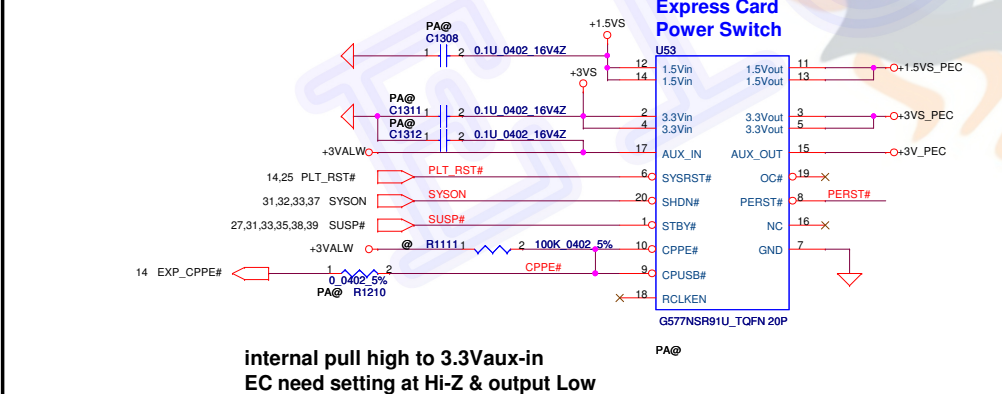 Express Card
Power Switch
+1.5VS
PA@
C1308
1 2 0.1U_0402_16V4Z
U53
12 1.5Vin 1.5Vout 11 +1.5VS_PEC
14 1.5Vin 1.5Vout 13
+3VS
PA@
C1311 1 2 0.1U_0402_16V4Z
2 3.3Vin 3.3Vout 3 +3VS_PEC
PA@
4 3.3Vin 3.3Vout 5
C1312 1 2 0.1U_0402_16V4Z
+3VALW 17 AUX_IN AUX_OUT 15 +3V_PEC
14,25 PLT_RST# PLT_RST# 6 SYSRST# OC# 19
31,32,33,37 SYSON SYSON 20 SHDN# PERST# 8 PERST#
27,31,33,35,38,39 SUSP# SUSP# 1 STBY# NC 16
+3VALW @ R1111 1 2 100K_0402_5% 10 CPPE# GND 7
14 EXP_CPPE# 1 2 CPPE# 9 CPUSB#
0_0402_5%
PA@ R1210
18 RCLKEN
G577NSR91U_TQFN 20P
PA@
internal pull high to 3.3Vaux-in
EC need setting at Hi-Z & output Low